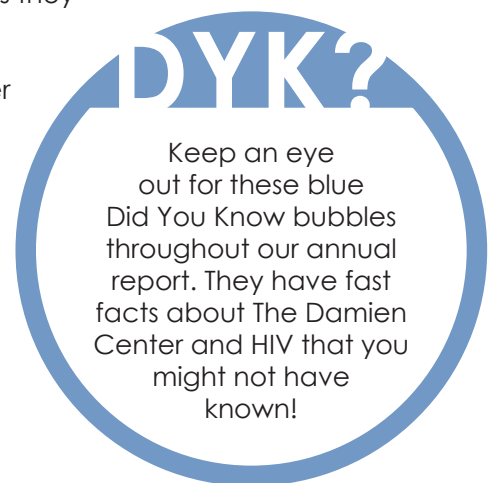 they
DYK?
Keep an eye
out for these blue
Did You Know bubbles
throughout our annual
report. They have fast
facts about The Damien
Center and HIV that you
might not have
known!